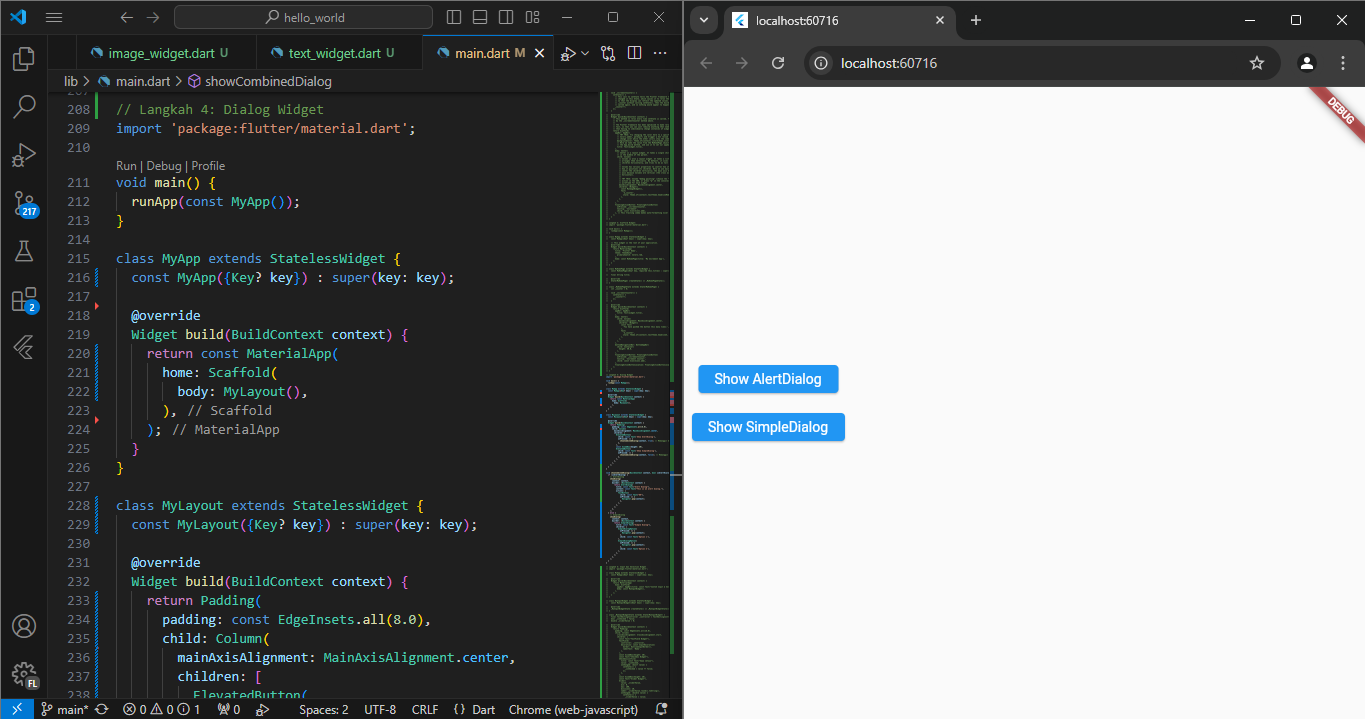 hello_world
image_widget.dart U
text_widget.dart U
main.dart M
lib > main.dart > showCombinedDialog
207
208 // Langkah 4: Dialog Widget
209 import 'package:flutter/material.dart';
210
Run | Debug | Profile
211 void main() {
212 runApp(const MyApp());
213 }
214
215 class MyApp extends StatelessWidget {
216 const MyApp({Key? key}) : super(key: key);
217
218 @override
219 Widget build(BuildContext context) {
220 return const MaterialApp(
221 home: Scaffold(
222 body: MyLayout(),
223 ), // Scaffold
224 ); // MaterialApp
225 }
226 }
227
228 class MyLayout extends StatelessWidget {
229 const MyLayout({Key? key}) : super(key: key);
230
231 @override
232 Widget build(BuildContext context) {
233 return Padding(
234 padding: const EdgeInsets.all(8.0),
235 child: Column(
236 mainAxisAlignment: MainAxisAlignment.center,
237 children: [
238 ElevatedButton(
217
2
FL
main* 0 0 1 0 Spaces: 2 UTF-8 CRLF {} Dart Chrome (web-javascript)
localhost:60716
localhost:60716
DEBUG
Show AlertDialog
Show SimpleDialog